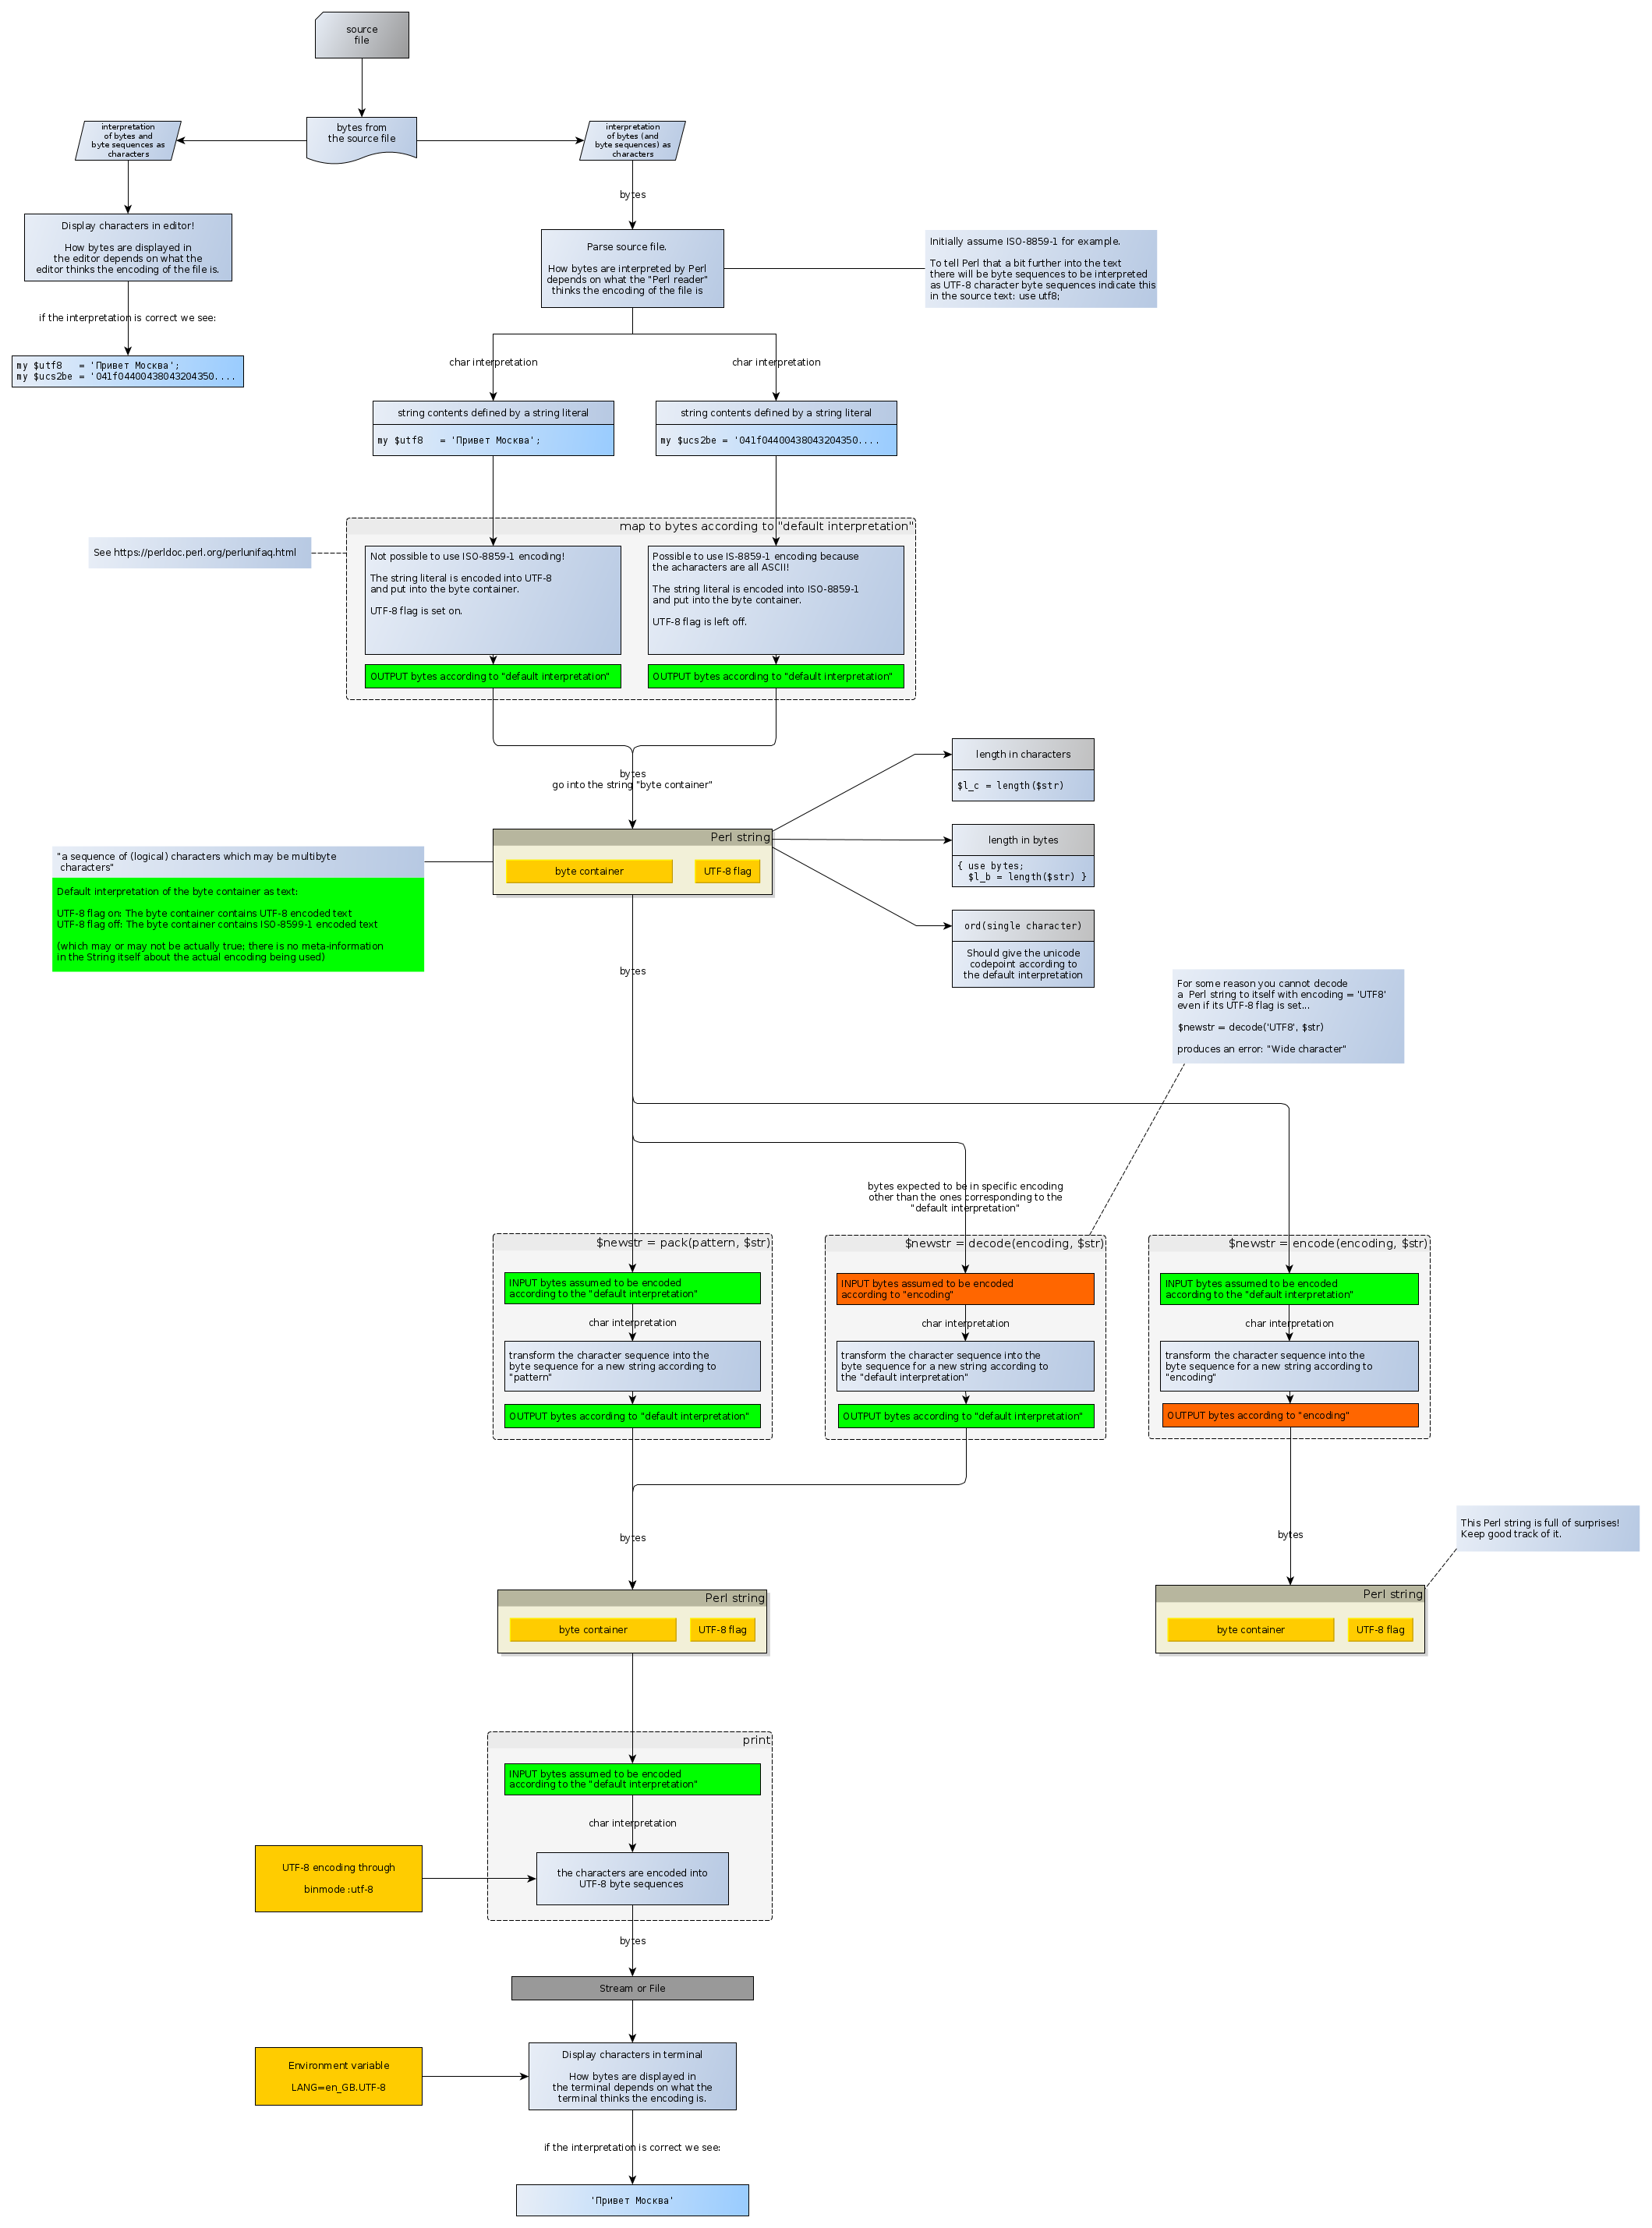 source
file
interpretation
of bytes and
byte sequences as
characters
bytes from
the source file
interpretation
of bytes (and
byte sequences) as
characters
bytes
Display characters in editor!
How bytes are displayed in
the editor depends on what the
editor thinks the encoding of the file is.
Parse source file.
How bytes are interpreted by Perl
depends on what the "Perl reader"
thinks the encoding of the file is
Initially assume ISO-8859-1 for example.
To tell Perl that a bit further into the text
there will be byte sequences to be interpreted
as UTF-8 character byte sequences indicate this
in the source text: use utf8;
if the interpretation is correct we see:
my $utf8   = 'Привет Москва';
my $ucs2be = '041f04400438043204350....
char interpretation
char interpretation
string contents defined by a string literal
my $utf8   = 'Привет Москва';
string contents defined by a string literal
my $ucs2be = '041f04400438043204350....
map to bytes according to "default interpretation"
See https://perldoc.perl.org/perlunifaq.html
Not possible to use ISO-8859-1 encoding!
The string literal is encoded into UTF-8
and put into the byte container.
UTF-8 flag is set on.
Possible to use IS-8859-1 encoding because
the acharacters are all ASCII!
The string literal is encoded into ISO-8859-1
and put into the byte container.
UTF-8 flag is left off.
OUTPUT bytes according to "default interpretation"
OUTPUT bytes according to "default interpretation"
bytes
go into the string "byte container"
length in characters
$l_c = length($str)
Perl string
byte container
UTF-8 flag
length in bytes
{ use bytes;
$l_b = length($str) }
"a sequence of (logical) characters which may be multibyte
characters"
Default interpretation of the byte container as text:
UTF-8 flag on: The byte container contains UTF-8 encoded text
UTF-8 flag off: The byte container contains ISO-8599-1 encoded text
(which may or may not be actually true; there is no meta-information
in the String itself about the actual encoding being used)
ord(single character)
Should give the unicode
codepoint according to
the default interpretation
bytes
For some reason you cannot decode
a  Perl string to itself with encoding = 'UTF8'
even if its UTF-8 flag is set...
$newstr = decode('UTF8', $str)
produces an error: "Wide character"
bytes expected to be in specific encoding
other than the ones corresponding to the
"default interpretation"
$newstr = pack(pattern, $str)
INPUT bytes assumed to be encoded
according to the "default interpretation"
char interpretation
transform the character sequence into the
byte sequence for a new string according to
"pattern"
OUTPUT bytes according to "default interpretation"
$newstr = decode(encoding, $str)
INPUT bytes assumed to be encoded
according to "encoding"
char interpretation
transform the character sequence into the
byte sequence for a new string according to
the "default interpretation"
OUTPUT bytes according to "default interpretation"
$newstr = encode(encoding, $str)
INPUT bytes assumed to be encoded
according to the "default interpretation"
char interpretation
transform the character sequence into the
byte sequence for a new string according to
"encoding"
OUTPUT bytes according to "encoding"
bytes
bytes
This Perl string is full of surprises!
Keep good track of it.
Perl string
byte container
UTF-8 flag
Perl string
byte container
UTF-8 flag
print
INPUT bytes assumed to be encoded
according to the "default interpretation"
char interpretation
UTF-8 encoding through
binmode :utf-8
the characters are encoded into
UTF-8 byte sequences
bytes
Stream or File
Environment variable
LANG=en_GB.UTF-8
Display characters in terminal
How bytes are displayed in
the terminal depends on what the
terminal thinks the encoding is.
if the interpretation is correct we see:
'Привет Москва'